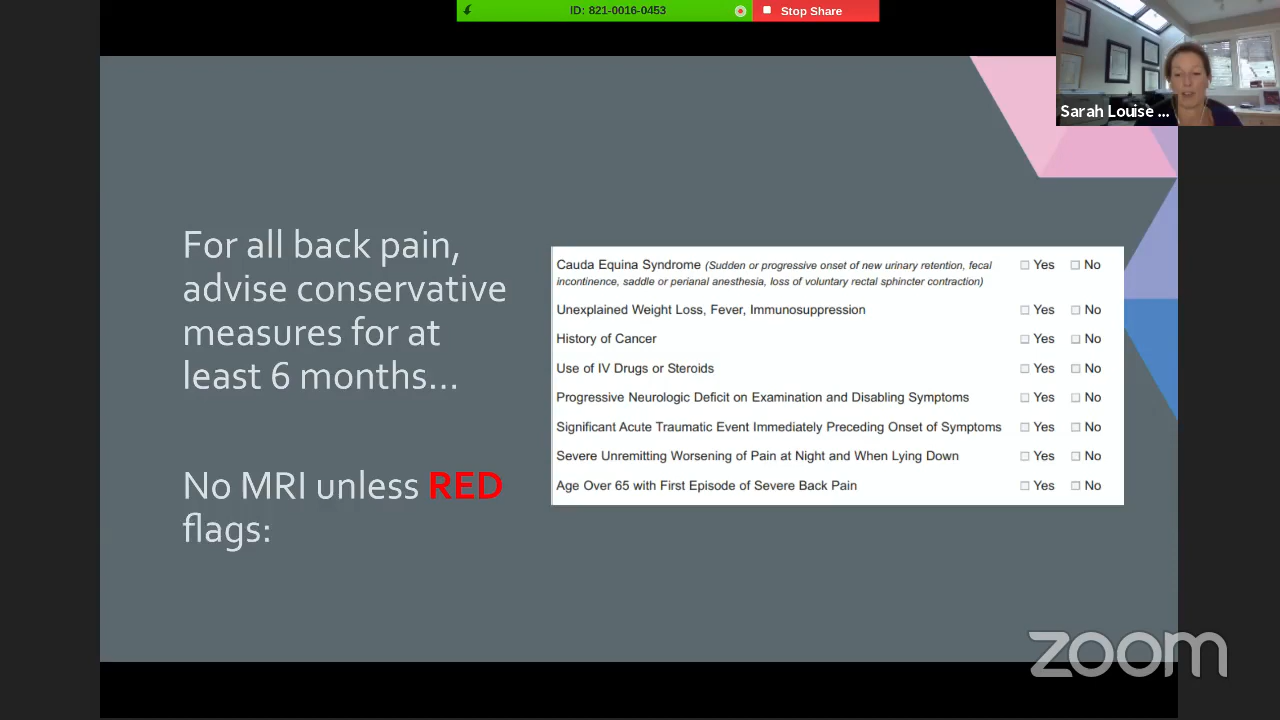 ID: 821-0016-0453
Stop Share
Sarah Louise ...
For all back pain,
advise conservative
measures for at
least 6 months...
No MRI unless RED
flags:
Cauda Equina Syndrome (Sudden or progressive onset of new urinary retention, fecal Yes No
incontinence, saddle or perianal anesthesia, loss of voluntary rectal sphincter contraction)
Unexplained Weight Loss, Fever, Immunosuppression Yes No
History of Cancer Yes No
Use of IV Drugs or Steroids Yes No
Progressive Neurologic Deficit on Examination and Disabling Symptoms Yes No
Significant Acute Traumatic Event Immediately Preceding Onset of Symptoms Yes No
Severe Unremitting Worsening of Pain at Night and When Lying Down Yes No
Age Over 65 with First Episode of Severe Back Pain Yes No
zoom